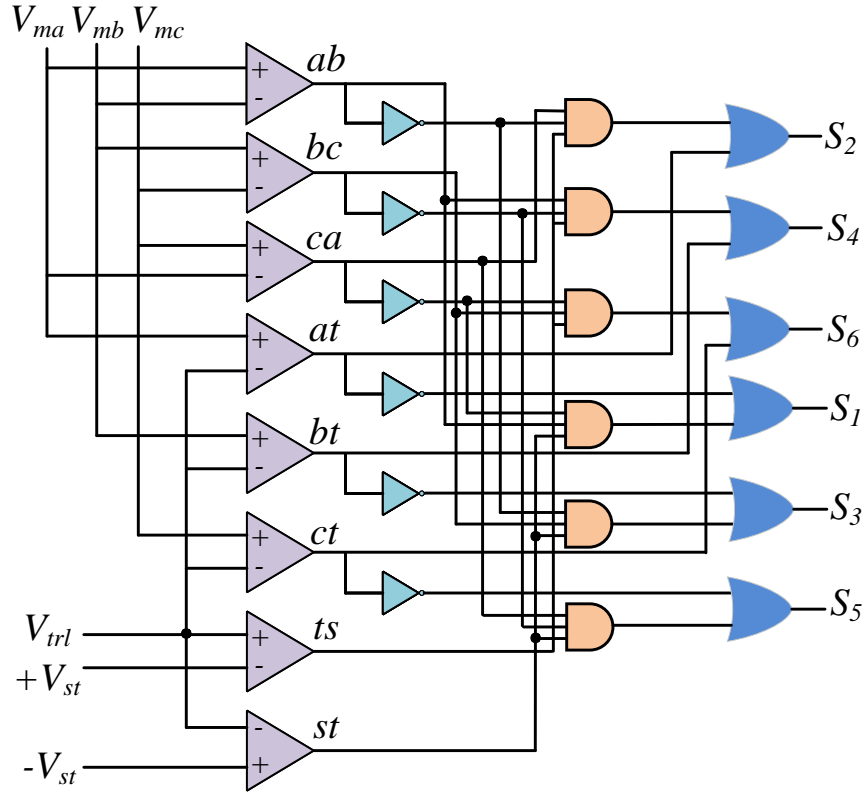 V_ma V_mb V_mc
+ ab
-
+ bc
-
+ ca
-
+ at
-
+ bt
-
+ ct
-
V_trl + ts
+V_st -
- st
-V_st +
S_2
S_4
S_6
S_1
S_3
S_5